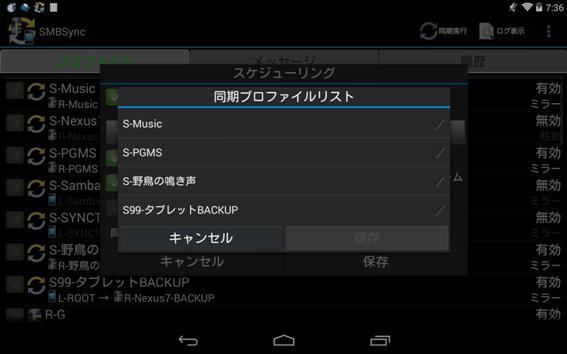 7:36
SMBSync
同期実行
ログ表示
メッセージ
履歴
スケジューリング
同期プロファイルリスト
S-Music
S-PGMS
S-野鳥の鳴き声
S99-タブレットBACKUP
キャンセル
保存
キャンセル
保存
S-Music
有効
R-Music
ミラー
S-Nexus
無効
R-Nexus
移動
S-PGMS
有効
R-PGMS
ーム
ミラー
S-Samba
無効
L-Samba
ミラー
S-SYNCT
無効
L-SYNCT
ミラー
S-野鳥の
有効
R-野鳥の
ミラー
S99-タブレットBACKUP
有効
L-ROOT → R-Nexus7-BACKUP
ミラー
R-G
有効